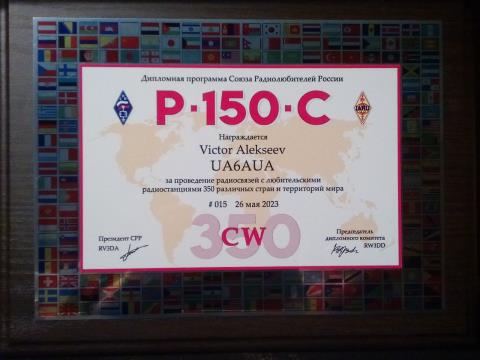 Дипломная программа Союза Радиолюбителей России
Р·150·С
Награждается
Victor Alekseev
UA6AUA
за проведение радиосвязей с любительскими
радиостанциями 350 различных стран и территорий мира
# 015 26 мая 2023
350
CW
Президент СРР
RV3DA
Председатель
дипломного комитета
RW3DD